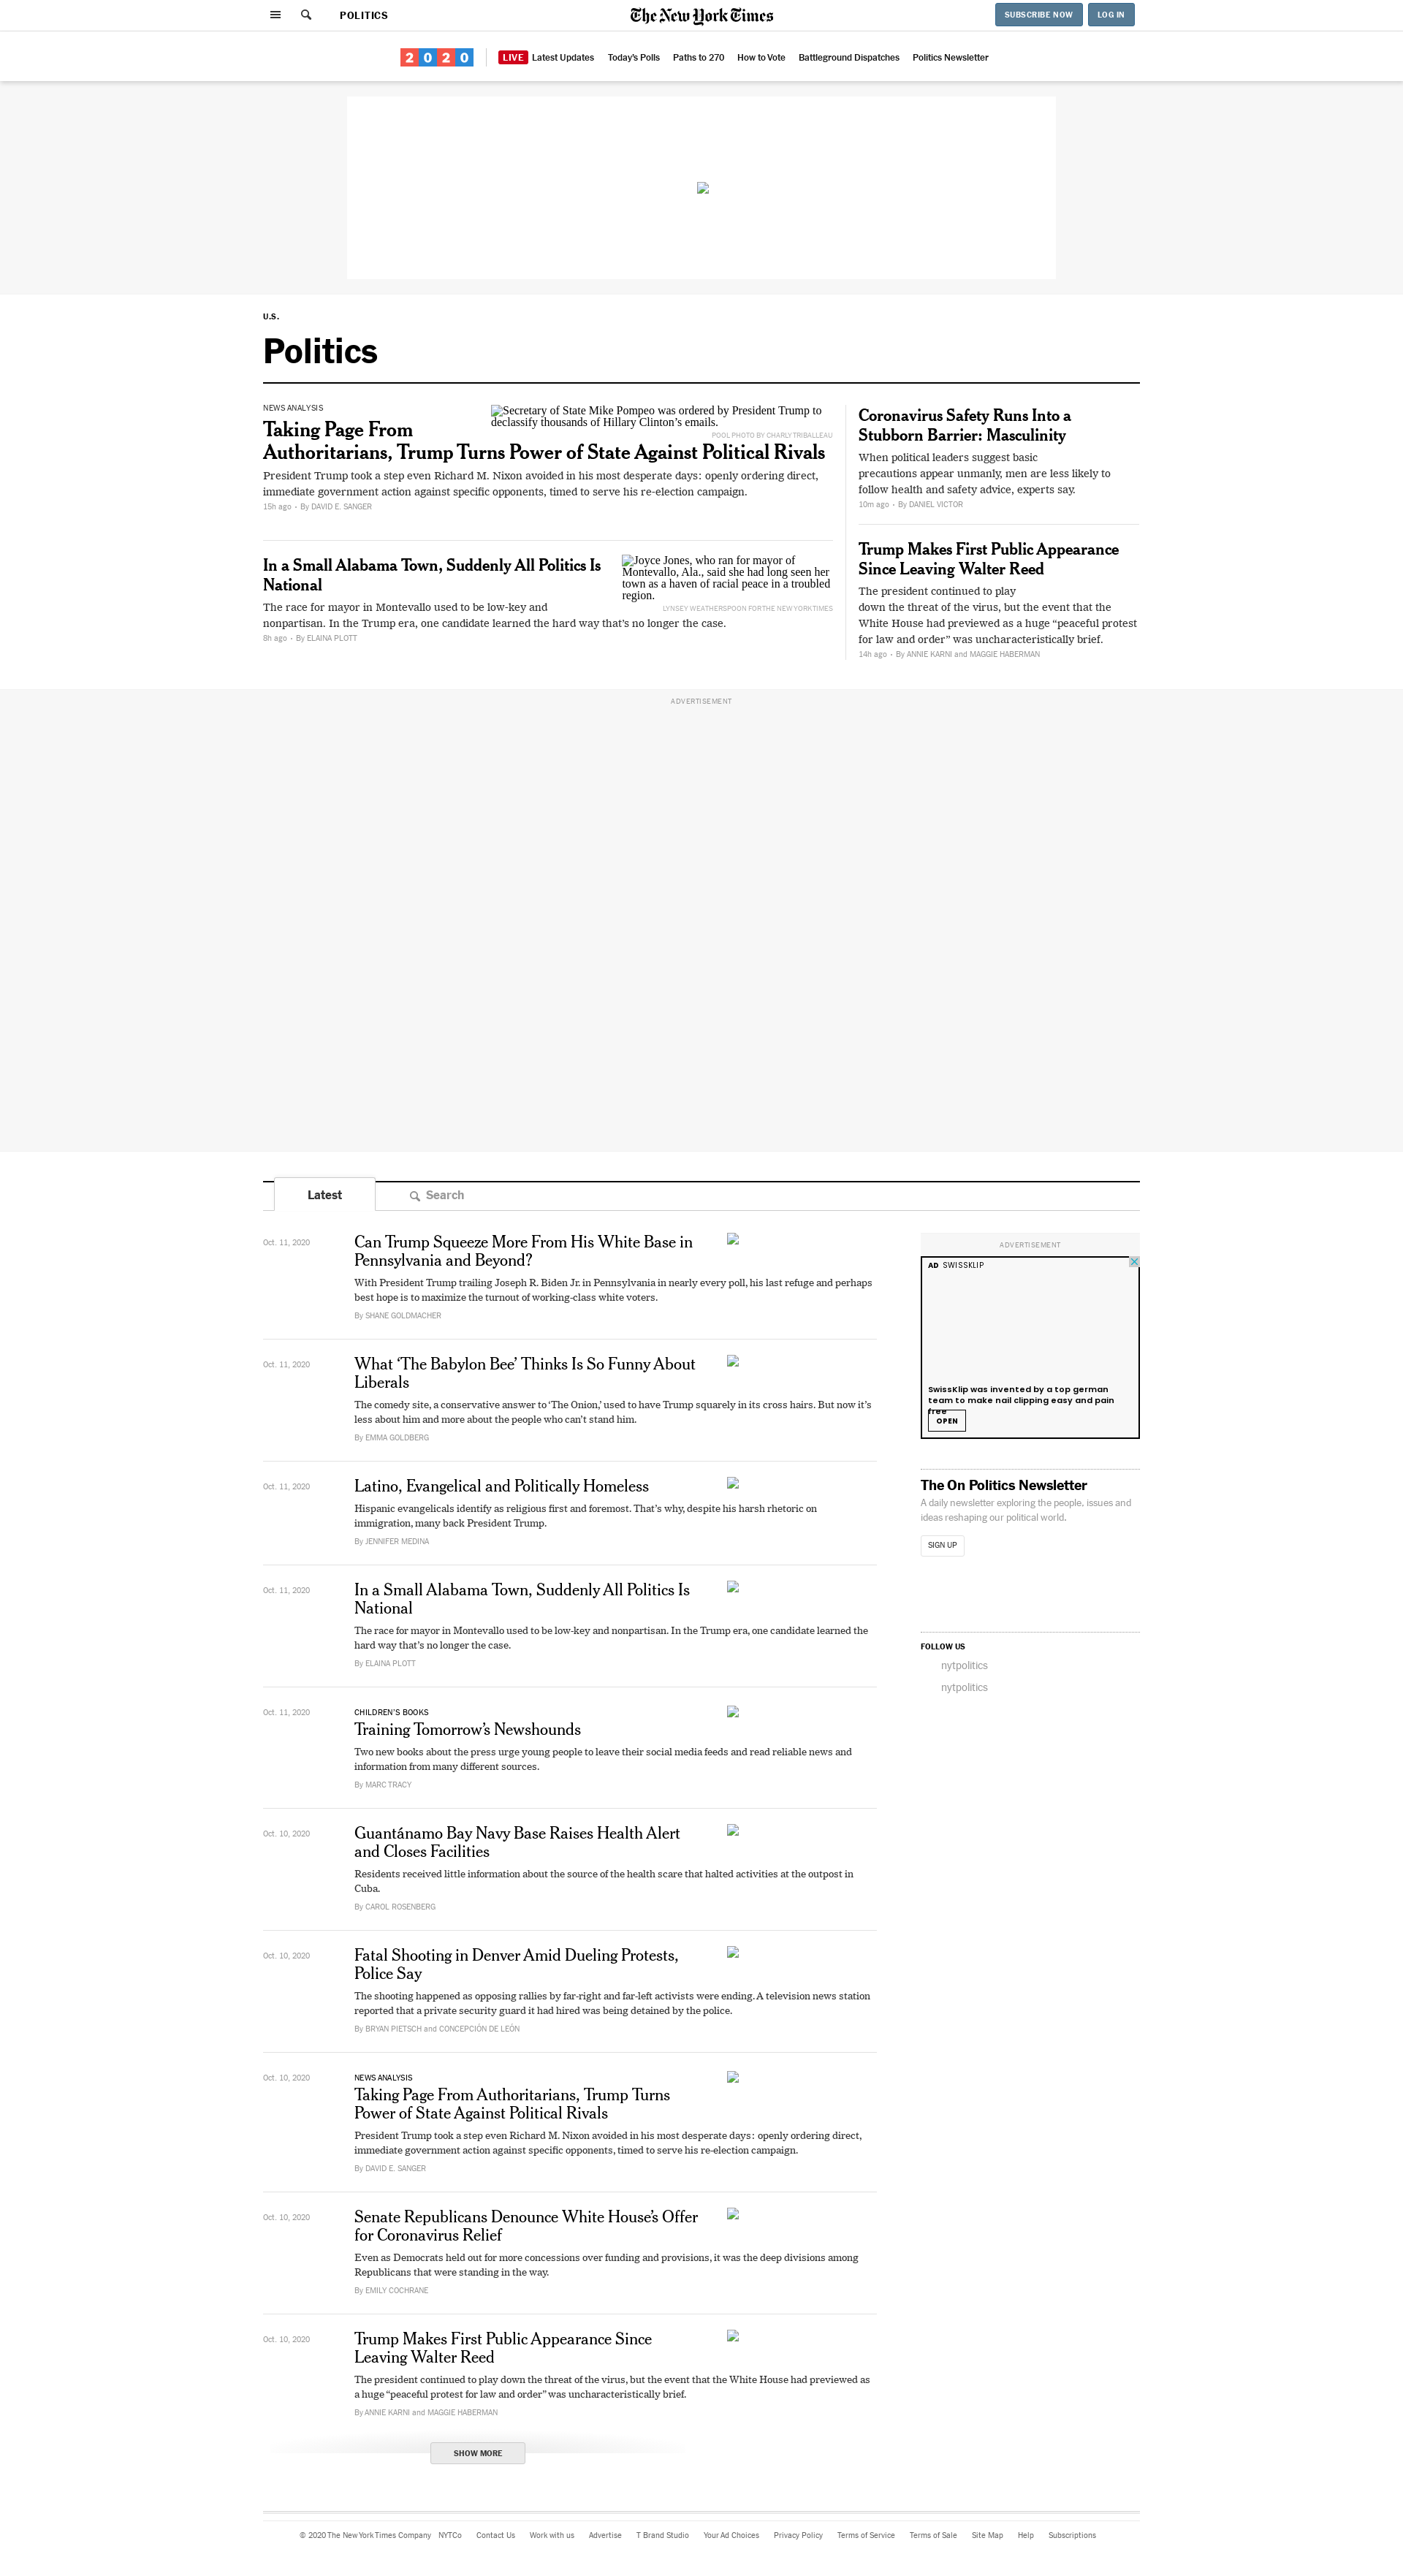 POLITICS
The New York Times
SUBSCRIBE NOW
LOG IN
2020
LIVE Latest Updates
Today's Polls
Paths to 270
How to Vote
Battleground Dispatches
Politics Newsletter
U.S.
Politics
NEWS ANALYSIS
Secretary of State Mike Pompeo was ordered by President Trump to
declassify thousands of Hillary Clinton's emails.
POOL PHOTO BY CHARLY TRIBALLEAU
Taking Page From
Authoritarians, Trump Turns Power of State Against Political Rivals
President Trump took a step even Richard M. Nixon avoided in his most desperate days: openly ordering direct,
immediate government action against specific opponents, timed to serve his re-election campaign.
15h ago • By DAVID E. SANGER
In a Small Alabama Town, Suddenly All Politics Is
National
Joyce Jones, who ran for mayor of
Montevallo, Ala., said she had long seen her
town as a haven of racial peace in a troubled
region.
LYNSEY WEATHERSPOON FOR THE NEW YORK TIMES
The race for mayor in Montevallo used to be low-key and
nonpartisan. In the Trump era, one candidate learned the hard way that's no longer the case.
8h ago • By ELAINA PLOTT
Coronavirus Safety Runs Into a
Stubborn Barrier: Masculinity
When political leaders suggest basic
precautions appear unmanly, men are less likely to
follow health and safety advice, experts say.
10m ago • By DANIEL VICTOR
Trump Makes First Public Appearance
Since Leaving Walter Reed
The president continued to play
down the threat of the virus, but the event that the
White House had previewed as a huge “peaceful protest
for law and order” was uncharacteristically brief.
14h ago • By ANNIE KARNI and MAGGIE HABERMAN
ADVERTISEMENT
Latest
Search
Oct. 11, 2020
Can Trump Squeeze More From His White Base in
Pennsylvania and Beyond?
With President Trump trailing Joseph R. Biden Jr. in Pennsylvania in nearly every poll, his last refuge and perhaps
best hope is to maximize the turnout of working-class white voters.
By SHANE GOLDMACHER
Oct. 11, 2020
What ‘The Babylon Bee’ Thinks Is So Funny About
Liberals
The comedy site, a conservative answer to ‘The Onion,’ used to have Trump squarely in its cross hairs. But now it’s
less about him and more about the people who can’t stand him.
By EMMA GOLDBERG
Oct. 11, 2020
Latino, Evangelical and Politically Homeless
Hispanic evangelicals identify as religious first and foremost. That’s why, despite his harsh rhetoric on
immigration, many back President Trump.
By JENNIFER MEDINA
Oct. 11, 2020
In a Small Alabama Town, Suddenly All Politics Is
National
The race for mayor in Montevallo used to be low-key and nonpartisan. In the Trump era, one candidate learned the
hard way that’s no longer the case.
By ELAINA PLOTT
Oct. 11, 2020
CHILDREN’S BOOKS
Training Tomorrow’s Newshounds
Two new books about the press urge young people to leave their social media feeds and read reliable news and
information from many different sources.
By MARC TRACY
Oct. 10, 2020
Guantánamo Bay Navy Base Raises Health Alert
and Closes Facilities
Residents received little information about the source of the health scare that halted activities at the outpost in
Cuba.
By CAROL ROSENBERG
Oct. 10, 2020
Fatal Shooting in Denver Amid Dueling Protests,
Police Say
The shooting happened as opposing rallies by far-right and far-left activists were ending. A television news station
reported that a private security guard it had hired was being detained by the police.
By BRYAN PIETSCH and CONCEPCIÓN DE LEÓN
Oct. 10, 2020
NEWS ANALYSIS
Taking Page From Authoritarians, Trump Turns
Power of State Against Political Rivals
President Trump took a step even Richard M. Nixon avoided in his most desperate days: openly ordering direct,
immediate government action against specific opponents, timed to serve his re-election campaign.
By DAVID E. SANGER
Oct. 10, 2020
Senate Republicans Denounce White House’s Offer
for Coronavirus Relief
Even as Democrats held out for more concessions over funding and provisions, it was the deep divisions among
Republicans that were standing in the way.
By EMILY COCHRANE
Oct. 10, 2020
Trump Makes First Public Appearance Since
Leaving Walter Reed
The president continued to play down the threat of the virus, but the event that the White House had previewed as
a huge “peaceful protest for law and order” was uncharacteristically brief.
By ANNIE KARNI and MAGGIE HABERMAN
SHOW MORE
ADVERTISEMENT
AD SWISSKLIP
SwissKlip was invented by a top german
team to make nail clipping easy and pain
free
OPEN
The On Politics Newsletter
A daily newsletter exploring the people, issues and
ideas reshaping our political world.
SIGN UP
FOLLOW US
nytpolitics
nytpolitics
© 2020 The New York Times Company
NYTCo
Contact Us
Work with us
Advertise
T Brand Studio
Your Ad Choices
Privacy Policy
Terms of Service
Terms of Sale
Site Map
Help
Subscriptions